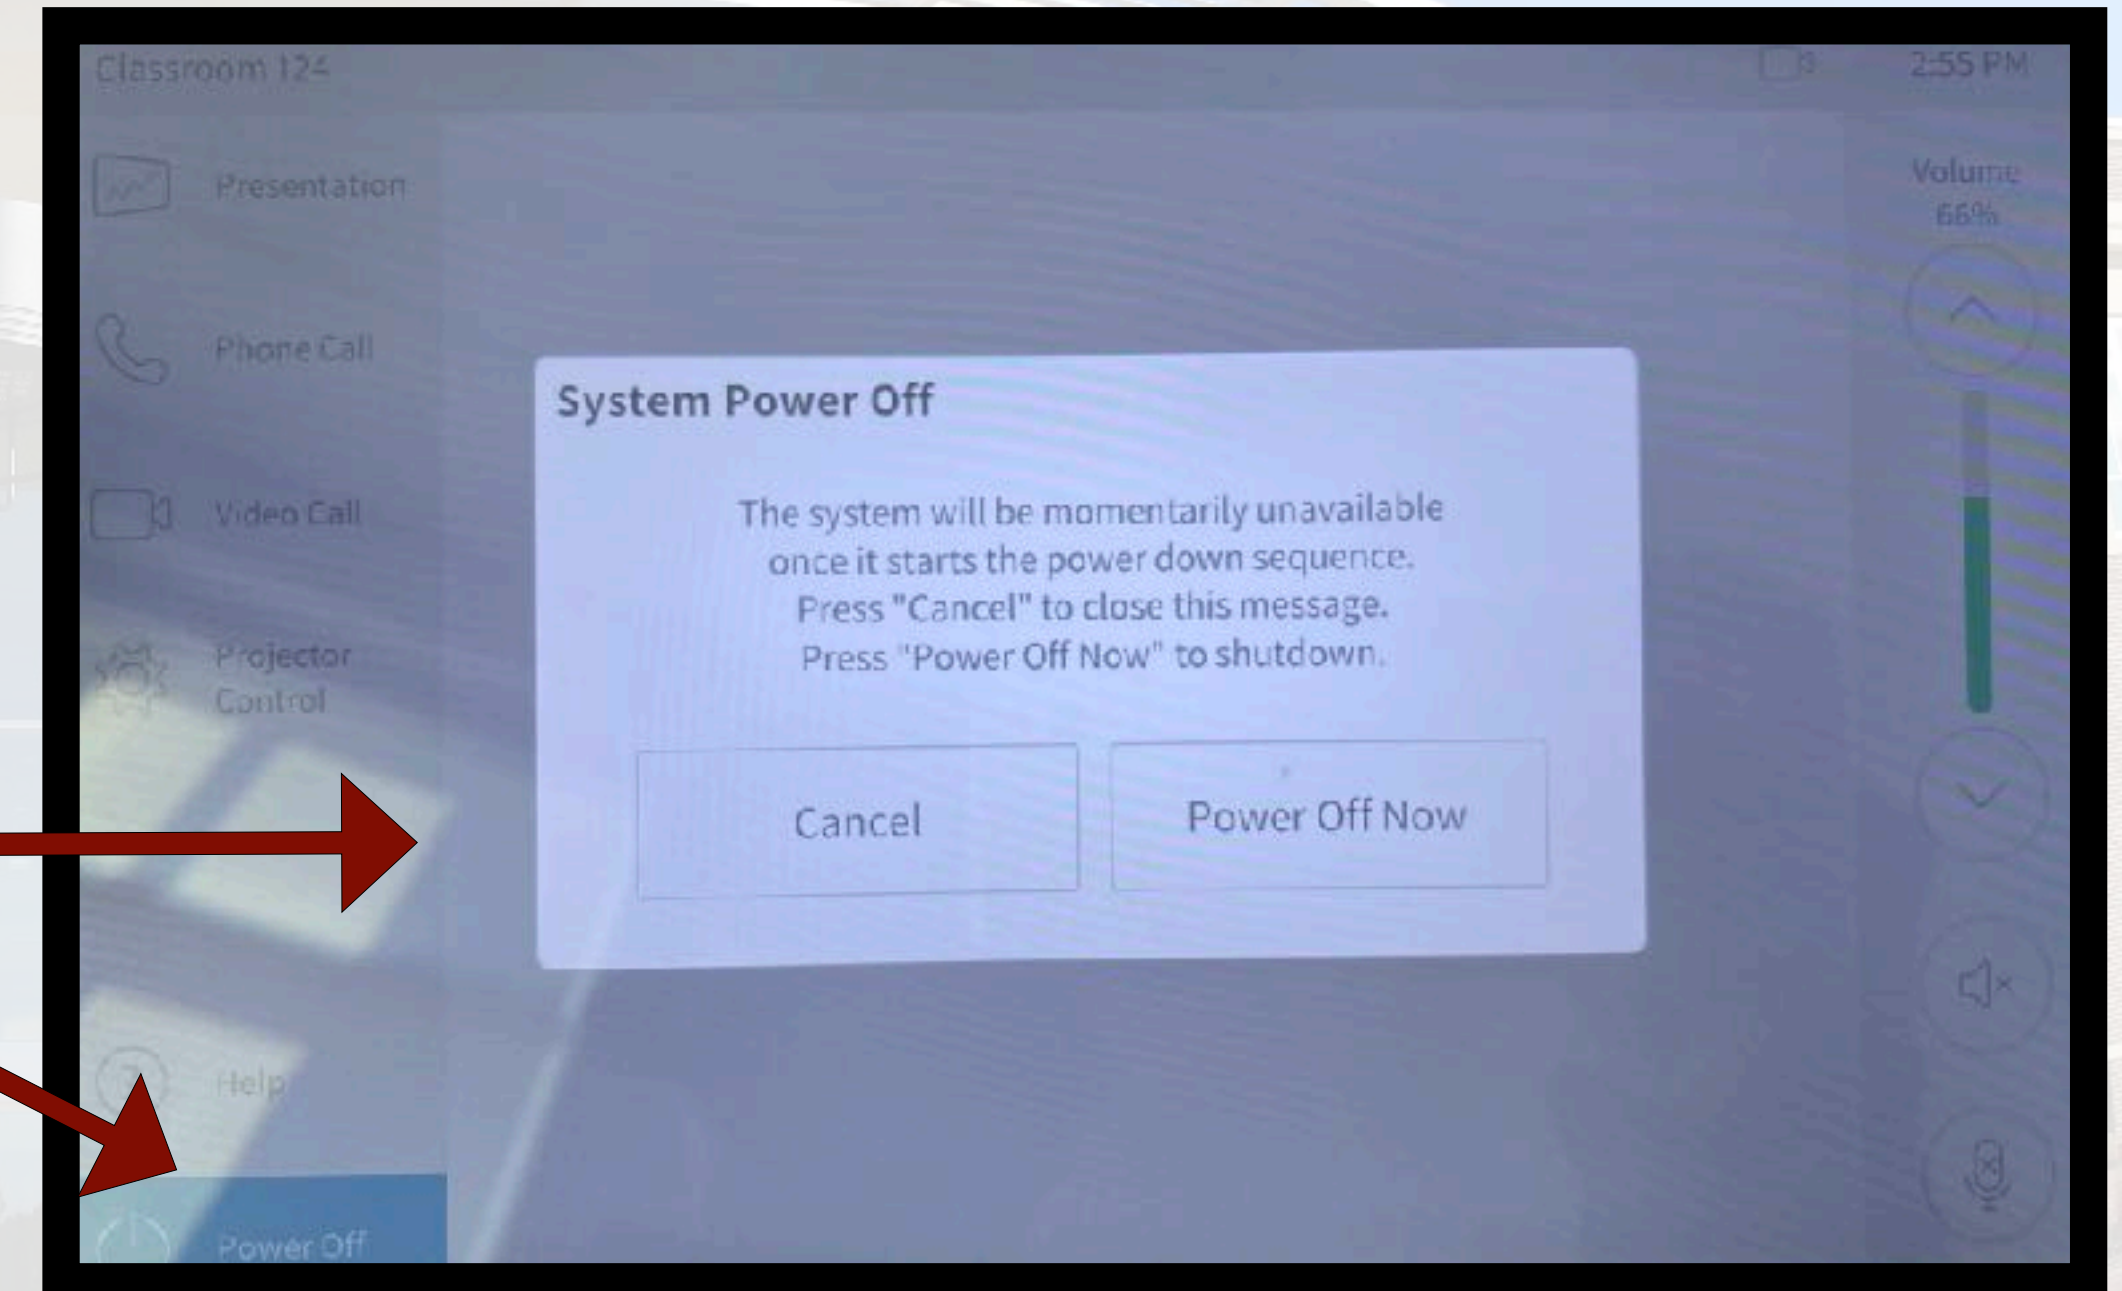 Classroom 124
2:55 PM
Presentation
Phone Call
Video Call
Projector
Control
Help
Power Off
System Power Off
The system will be momentarily unavailable
once it starts the power down sequence.
Press "Cancel" to close this message.
Press "Power Off Now" to shutdown.
Cancel
Power Off Now
Volume
66%